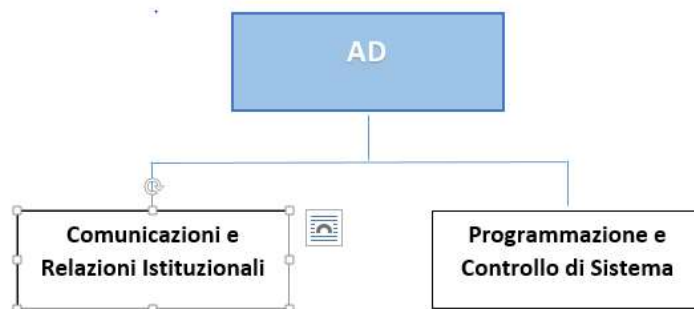 AD
Comunicazioni e
Relazioni Istituzionali
Programmazione e
Controllo di Sistema